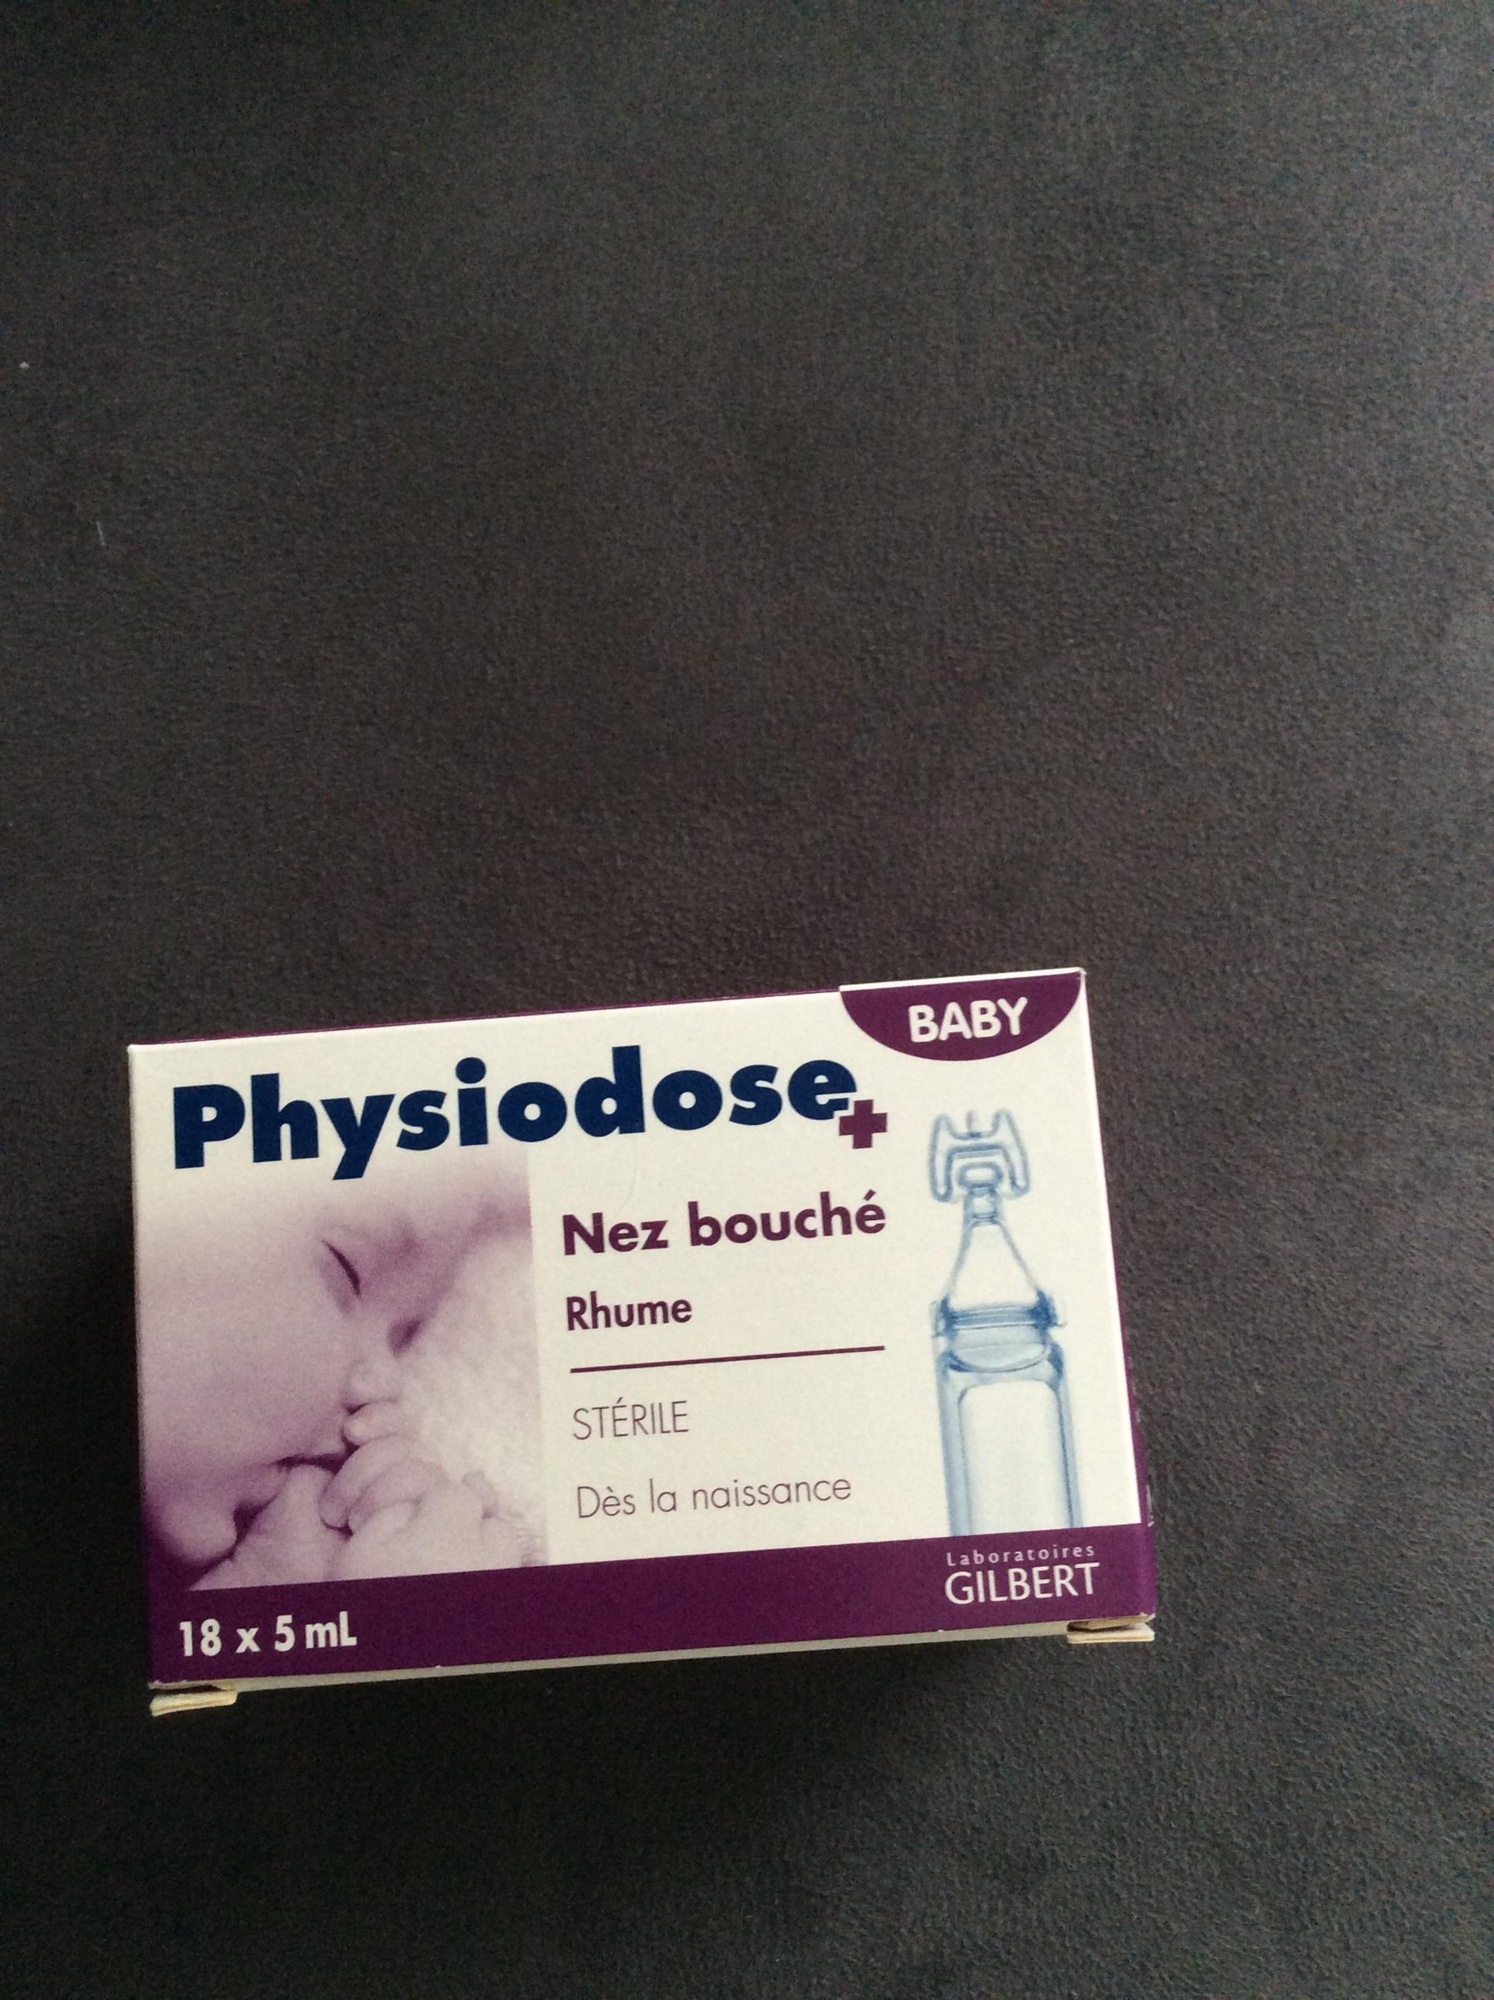 BABY
Physiodose+
Nez bouché
Rhume
STÉRILE
Dès la naissance
Laboratoires
GILBERT
18 x 5 mL